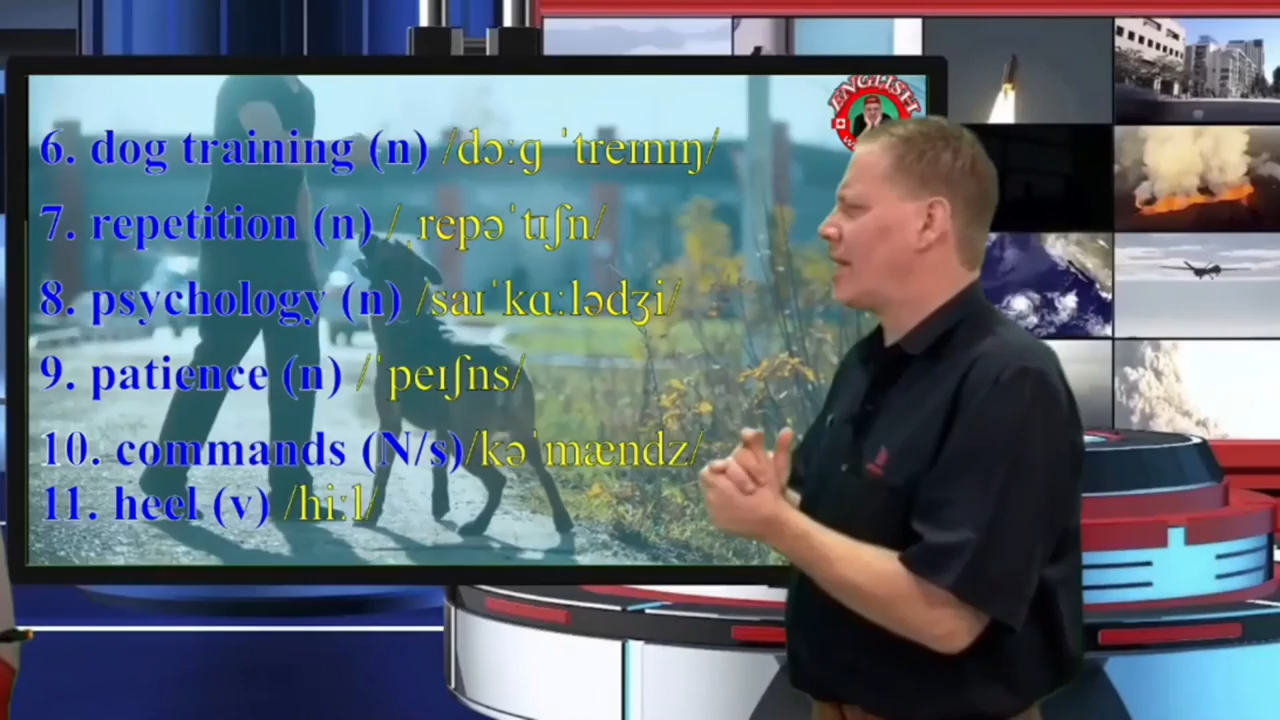 ENGLISH
6. dog training (n) /dɔːɡ ˈtreɪnɪŋ/
7. repetition (n) /ˌrepəˈtɪʃn/
8. psychology (n) /saɪˈkɑːlədʒi/
9. patience (n) /ˈpeɪʃns/
10. commands (N/s)/kəˈmændz/
11. heel (v) /hiːl/